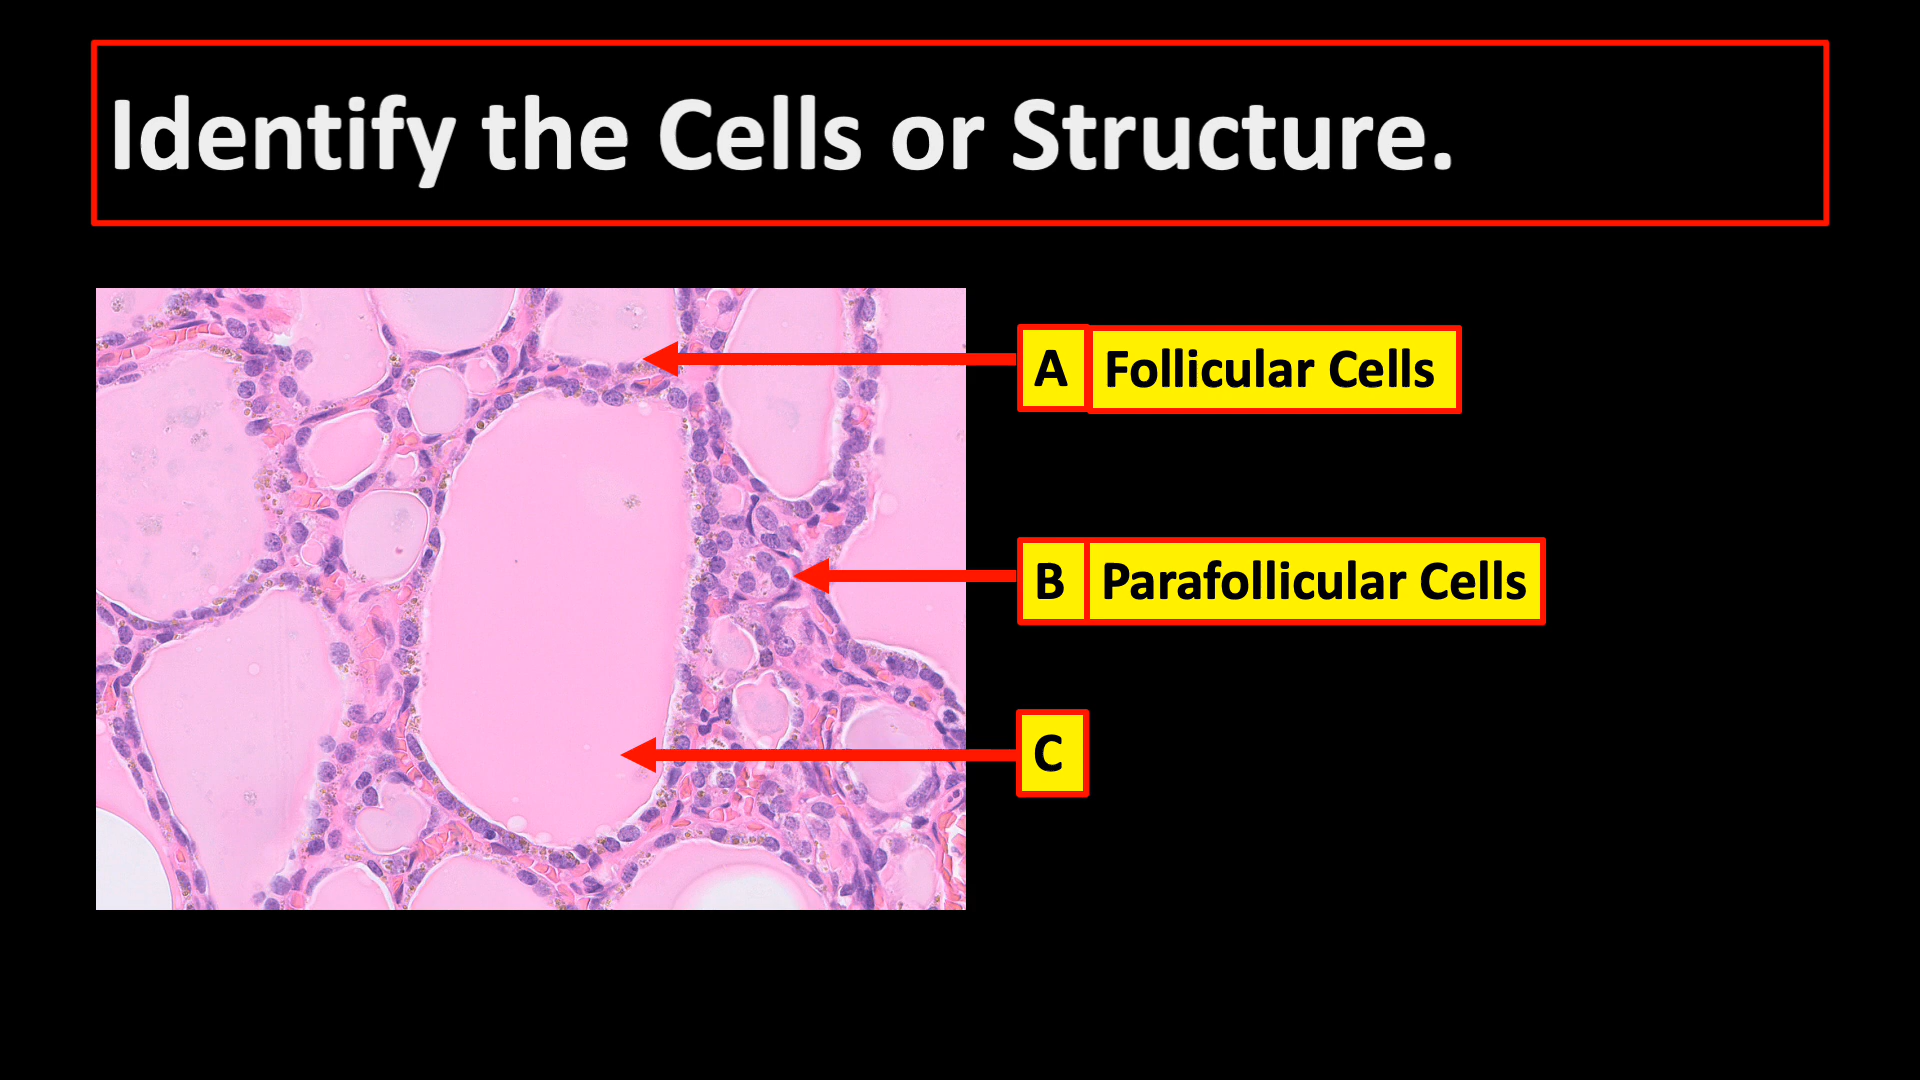 Identify the Cells or Structure.
A Follicular Cells
B Parafollicular Cells
C